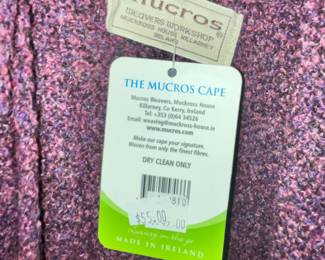 mucros
WEAVERS WORKSHOP
MUCKROSS HOUSE KILLARNEY
IRELAND
THE MUCROS CAPE
Mucros Weavers, Muckross House
Killarney, Co Kerry, Ireland
Tel: +353 (0)64 34526
Email: weaving@muckross-house.ie
www.mucros.com
Make our cape your signature.
Woven from only the finest fibres.
DRY CLEAN ONLY
$55.00
MADE IN IRELAND